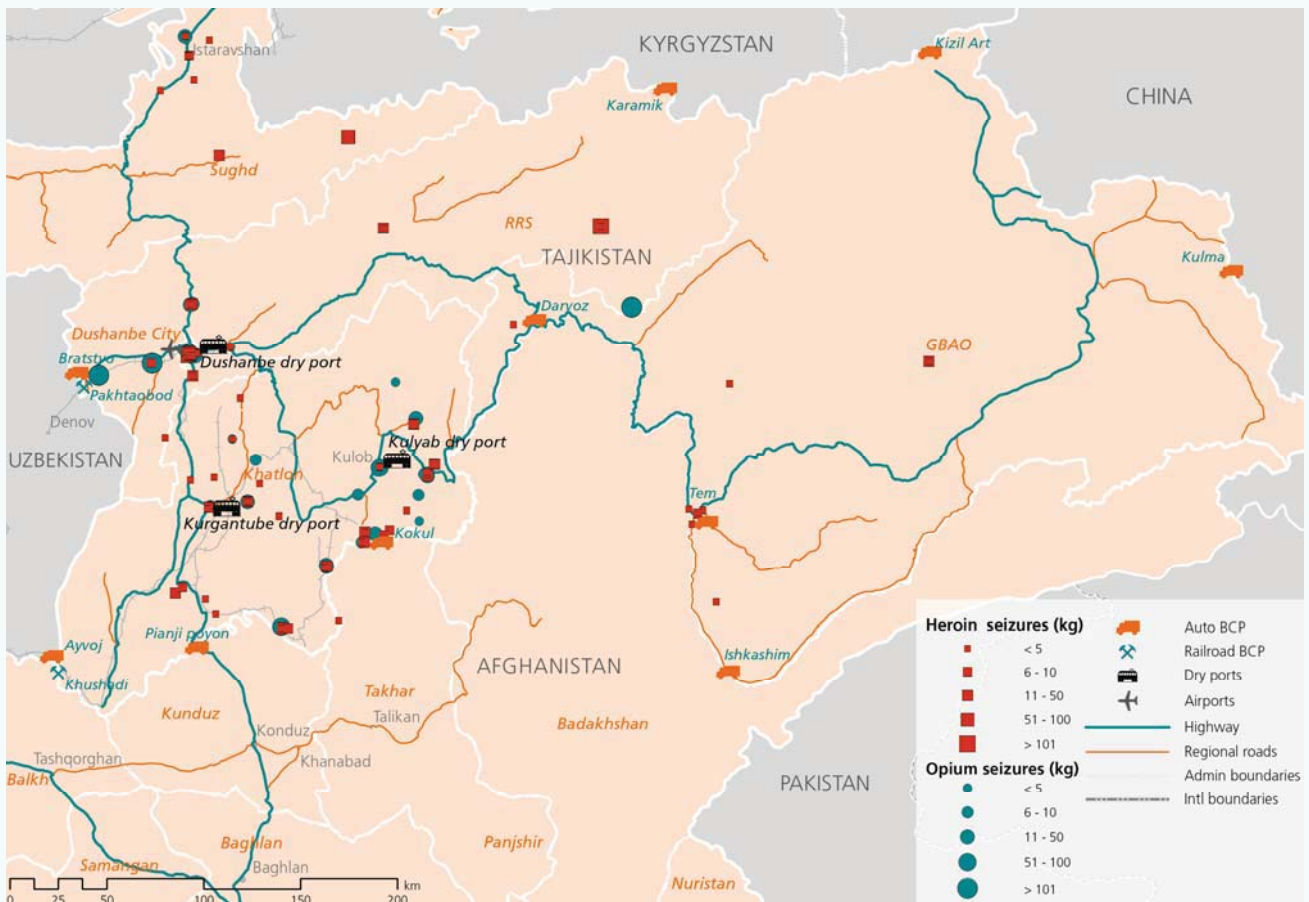 KYRGYZSTAN
Kizil Art
Istaravshan
CHINA
Karamik
Sughd
RRS
TAJIKISTAN
Kulma
Darvoz
Dushanbe City
GBAO
Bratstvo
Dushanbe dry port
Pakhtaobod
Denov
Kulyab dry port
Kulob
UZBEKISTAN
Khatlon
Tem
Kurgantube dry port
Kokul
Ayvoj
Pianji poyon
Khushadi
AFGHANISTAN
Ishkashim
Takhar
Kunduz
Talikan
Badakhshan
Konduz
Tashqorghan
Khanabad
Balkh
PAKISTAN
Baghlan
Panjshir
Samangan
Baghlan
Nuristan
0 25 50 100 150 200 km
Heroin seizures (kg)
< 5
6 - 10
11 - 50
51 - 100
> 101
Opium seizures (kg)
< 5
6 - 10
11 - 50
51 - 100
> 101
Auto BCP
Railroad BCP
Dry ports
Airports
Highway
Regional roads
Admin boundaries
Intl boundaries